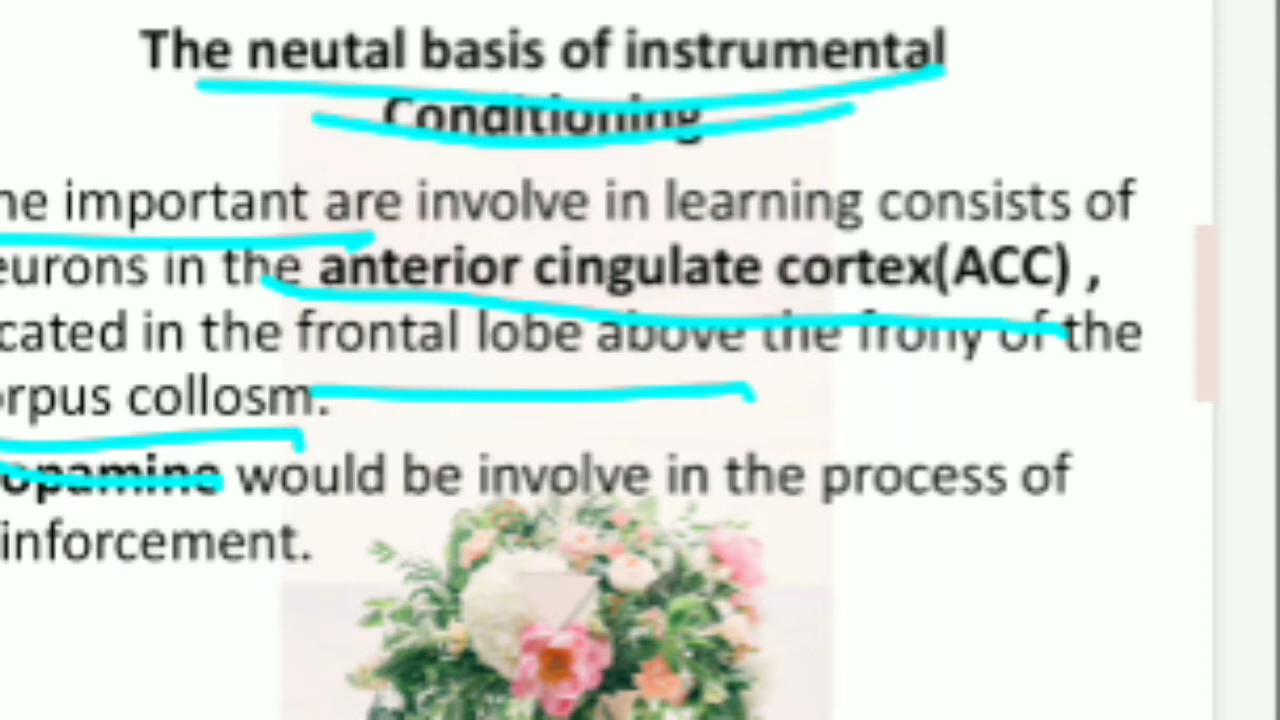 The neutal basis of instrumental
Conditioning
ne important are involve in learning consists of
eurons in the anterior cingulate cortex(ACC) ,
cated in the frontal lobe above the frony of the
orpus collosm.
opamine would be involve in the process of
inforcement.